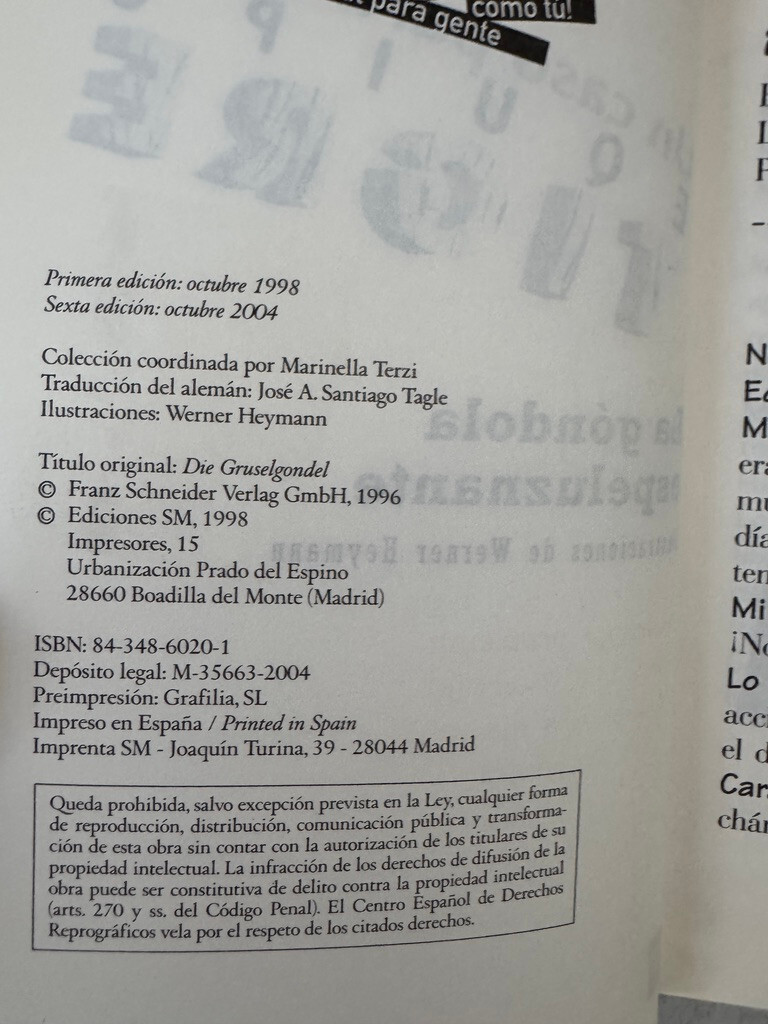 para gente
como tú!
Primera edición: octubre 1998
Sexta edición: octubre 2004
Colección coordinada por Marinella Terzi
Traducción del alemán: José A. Santiago Tagle
Ilustraciones: Werner Heymann
Título original: Die Gruselgondel
© Franz Schneider Verlag GmbH, 1996
© Ediciones SM, 1998
Impresores, 15
Urbanización Prado del Espino
28660 Boadilla del Monte (Madrid)
ISBN: 84-348-6020-1
Depósito legal: M-35663-2004
Preimpresión: Grafilia, SL
Impreso en España / Printed in Spain
Imprenta SM - Joaquín Turina, 39 - 28044 Madrid
Queda prohibida, salvo excepción prevista en la Ley, cualquier forma
de reproducción, distribución, comunicación pública y transforma-
ción de esta obra sin contar con la autorización de los titulares de su
propiedad intelectual. La infracción de los derechos de difusión de la
obra puede ser constitutiva de delito contra la propiedad intelectual
(arts. 270 y ss. del Código Penal). El Centro Español de Derechos
Reprográficos vela por el respeto de los citados derechos.
Mi
Lo
el d